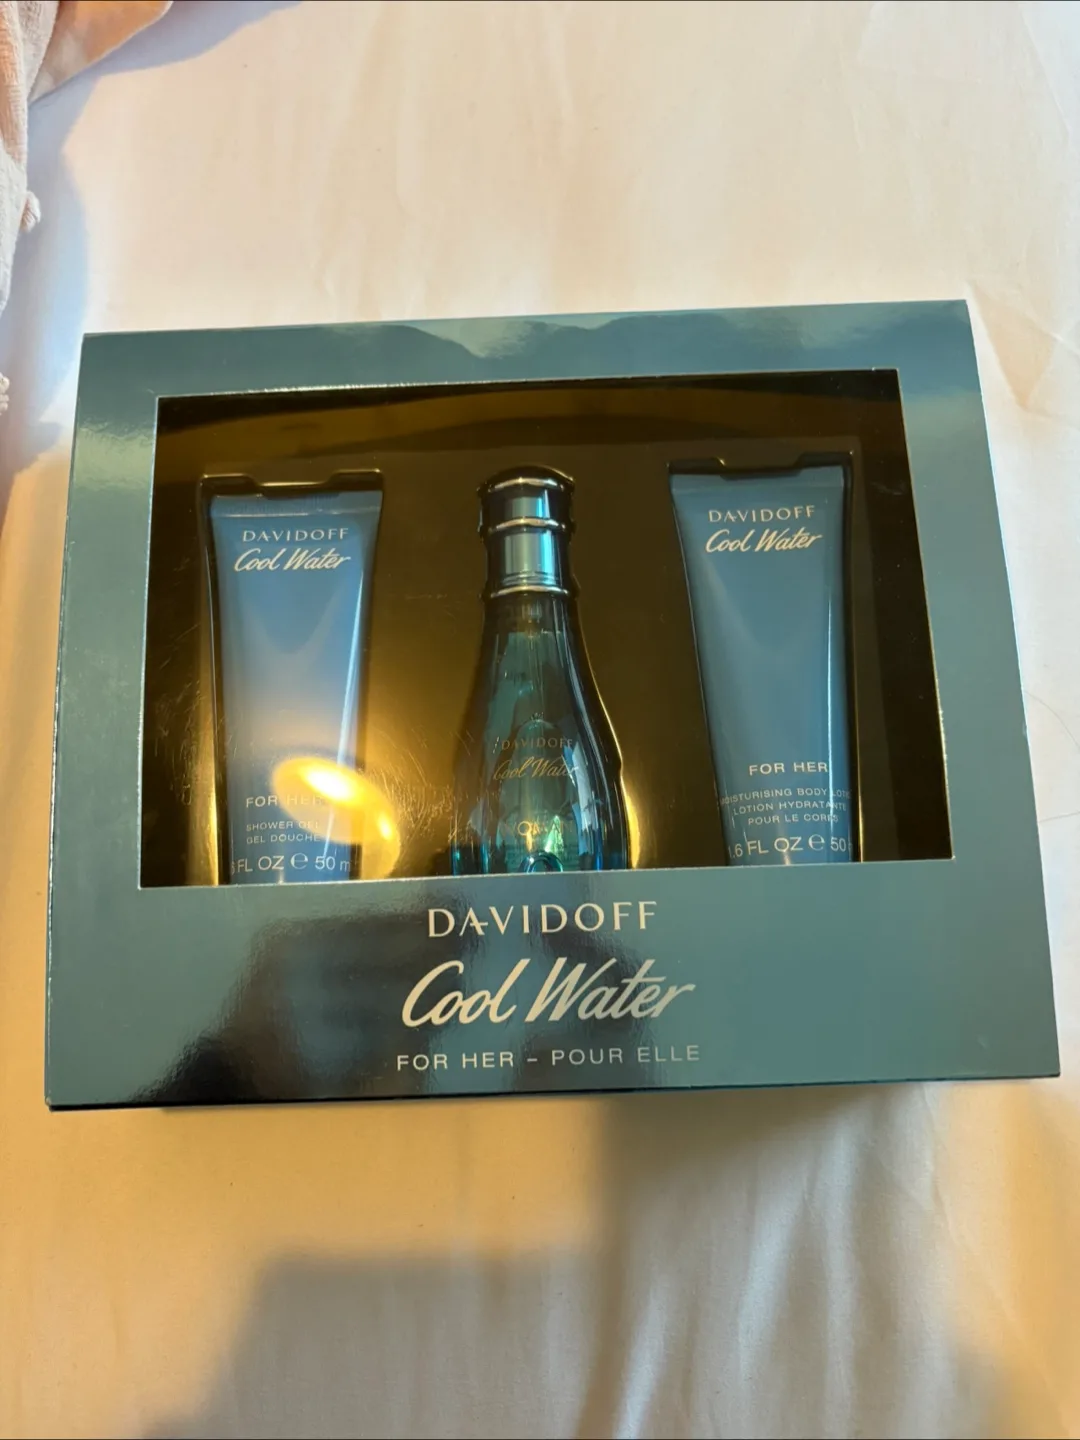 DAVIDOFF
Cool Water
FOR HER
SHOWER GEL
GEL DOUCHE
FL OZ ℮ 50 m
DAVIDOFF
Cool Water
DAVIDOFF
Cool Water
FOR HER
BODY
LOTION HYDRATANTE
POUR LE CORPS
1.6 FL OZ ℮ 50
DAVIDOFF
Cool Water
FOR HER – POUR ELLE